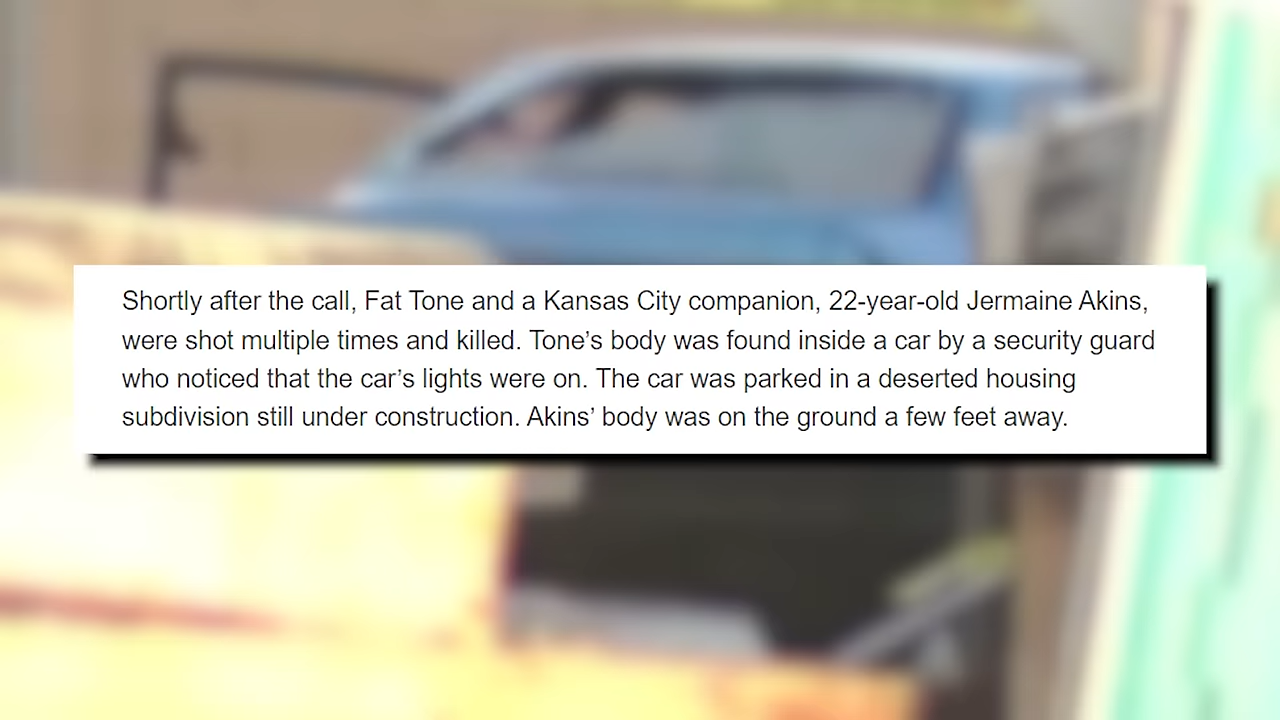 Shortly after the call, Fat Tone and a Kansas City companion, 22-year-old Jermaine Akins,
were shot multiple times and killed. Tone’s body was found inside a car by a security guard
who noticed that the car’s lights were on. The car was parked in a deserted housing
subdivision still under construction. Akins’ body was on the ground a few feet away.